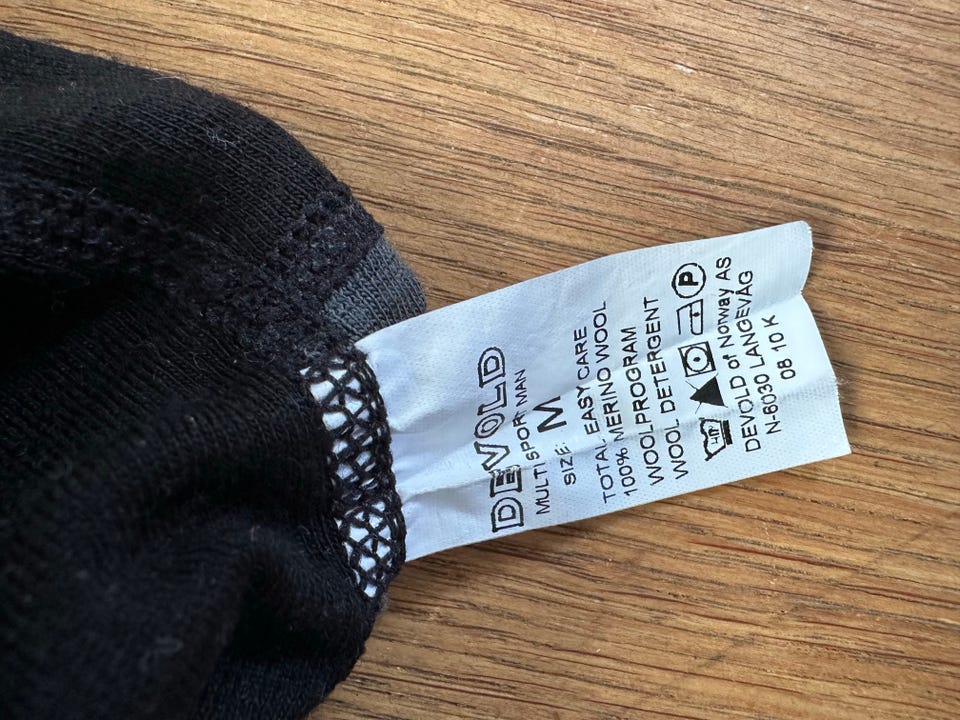 DEVOLD
MULTI SPORT MAN
SIZE: M
TOTAL EASY CARE
100% MERINO WOOL
WOOLPROGRAM
WOOL DETERGENT
P
DEVOLD of Norway AS
N-6030 LANGEVÅG
08 10 K